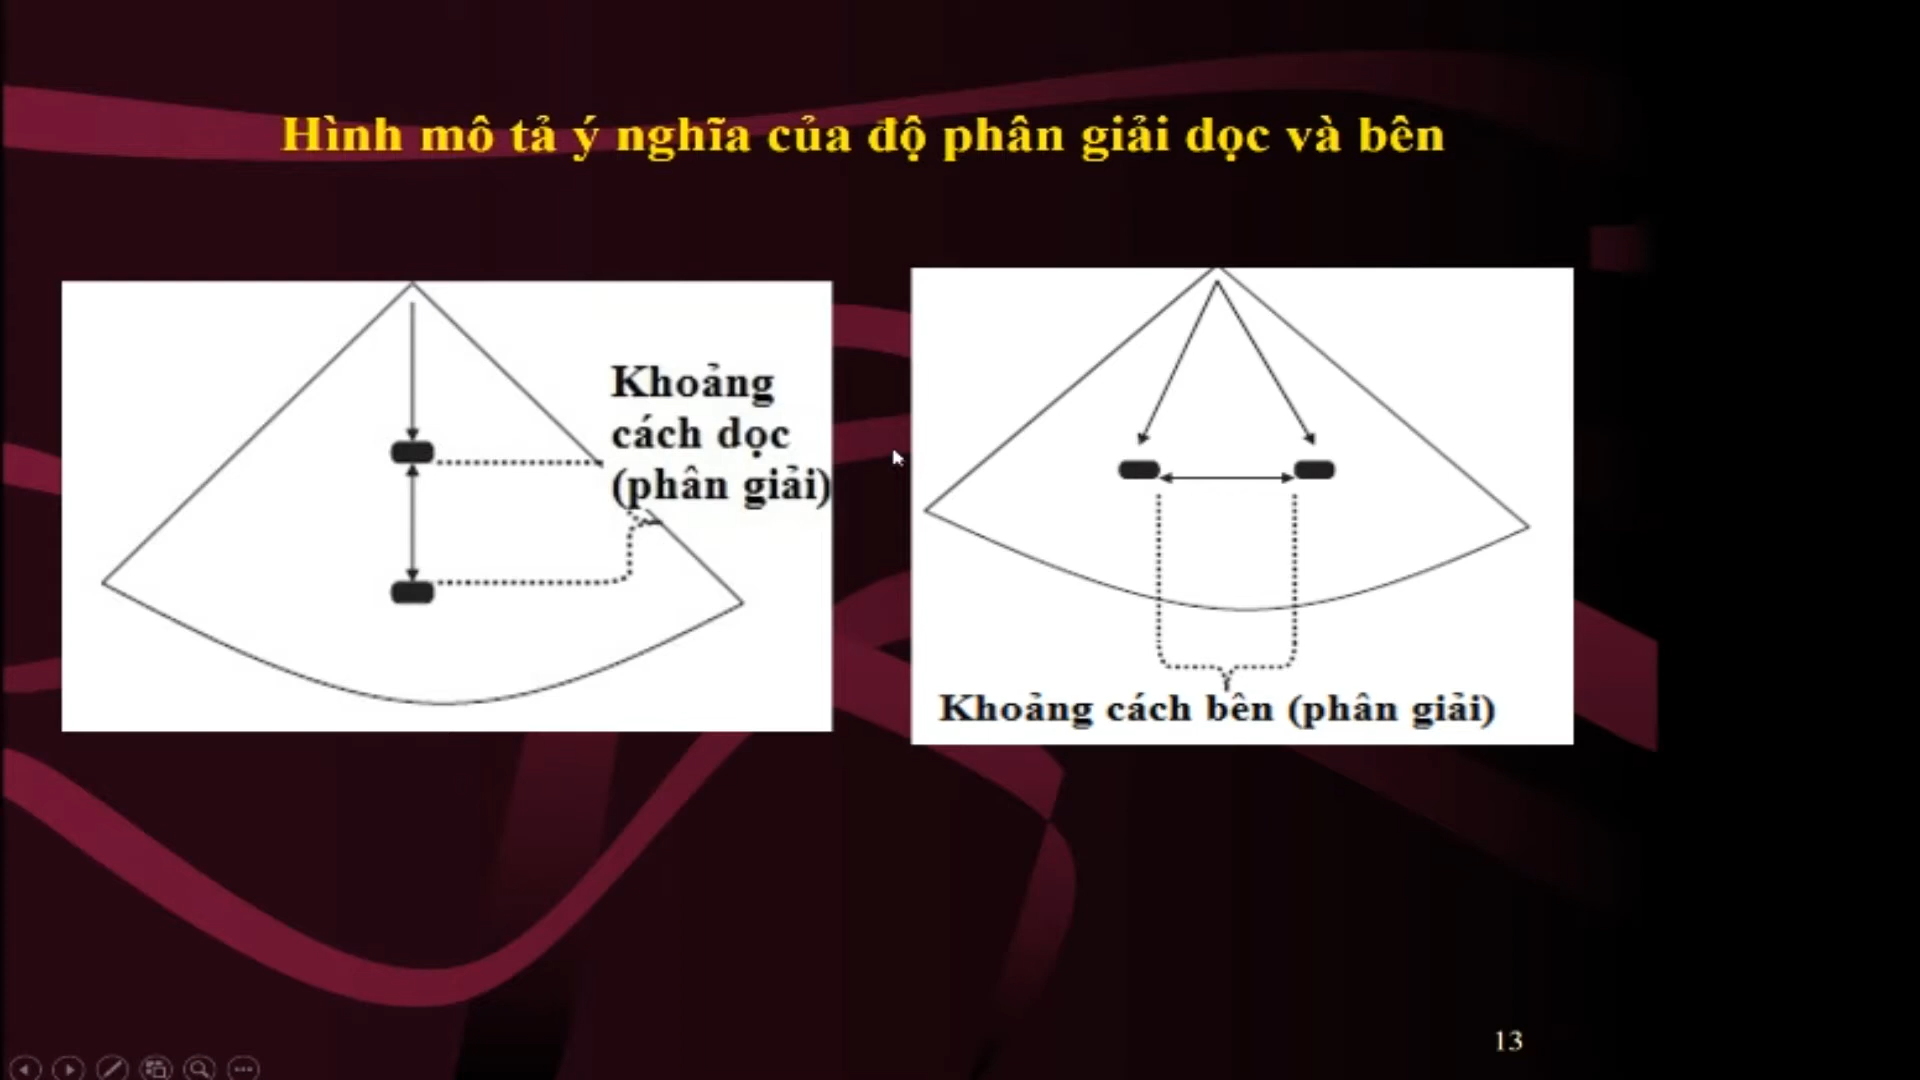 Hình mô tả ý nghĩa của độ phân giải dọc và bên
Khoảng
cách dọc
(phân giải)
Khoảng cách bên (phân giải)
13